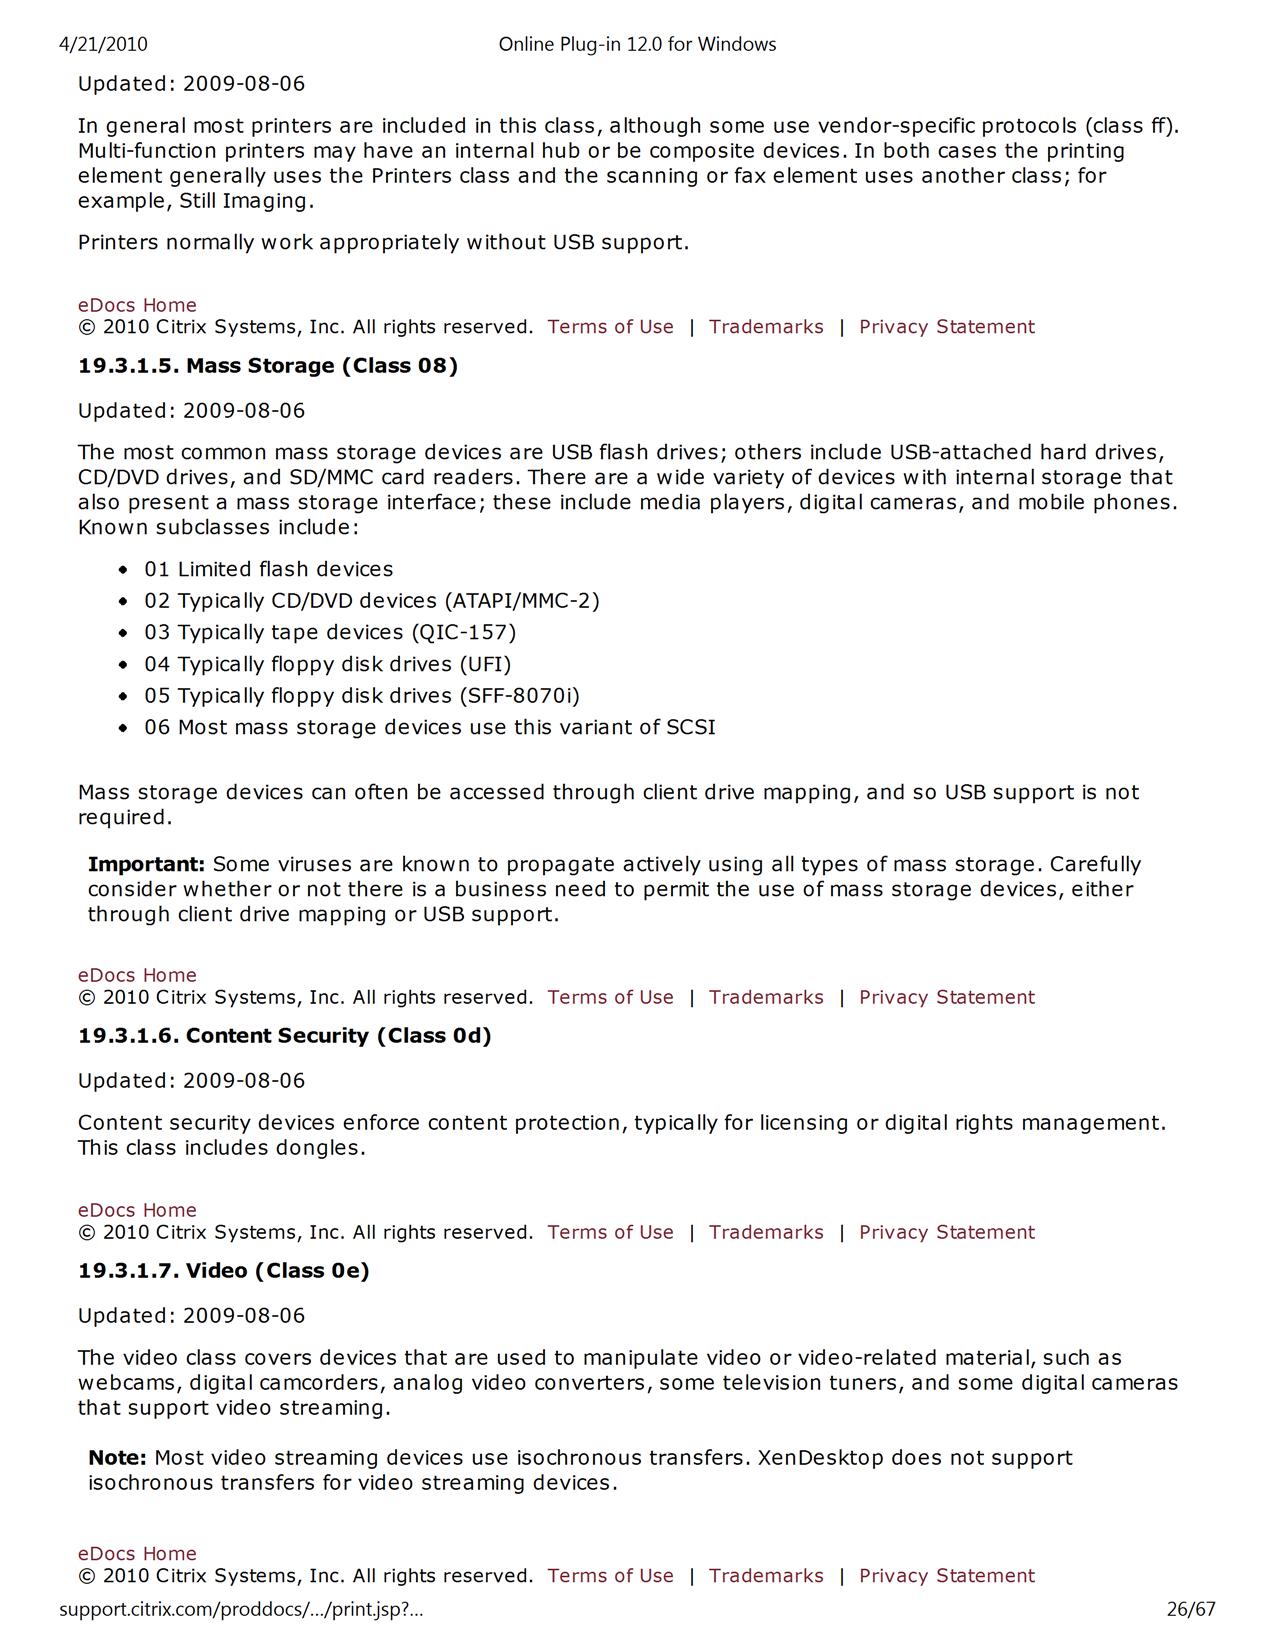 4/21/2010 Online Plug-in 12.0 for Windows
Updated: 2009-08-06
In general most printers are included in this class, although some use vendor-specific protocols (class ff).
Multi-function printers may have an internal hub or be composite devices. In both cases the printing
element generally uses the Printers class and the scanning or fax element uses another class; for
example, Still Imaging.
Printers normally work appropriately without USB support.
eDocs Home
© 2010 Citrix Systems, Inc. All rights reserved. Terms of Use | Trademarks | Privacy Statement
19.3.1.5. Mass Storage (Class 08)
Updated: 2009-08-06
The most common mass storage devices are USB flash drives; others include USB-attached hard drives,
CD/DVD drives, and SD/MMC card readers. There are a wide variety of devices with internal storage that
also present a mass storage interface; these include media players, digital cameras, and mobile phones.
Known subclasses include:
• 01 Limited flash devices
• 02 Typically CD/DVD devices (ATAPI/MMC-2)
• 03 Typically tape devices (QIC-157)
• 04 Typically floppy disk drives (UFI)
• 05 Typically floppy disk drives (SFF-8070i)
• 06 Most mass storage devices use this variant of SCSI
Mass storage devices can often be accessed through client drive mapping, and so USB support is not
required.
Important: Some viruses are known to propagate actively using all types of mass storage. Carefully
consider whether or not there is a business need to permit the use of mass storage devices, either
through client drive mapping or USB support.
eDocs Home
© 2010 Citrix Systems, Inc. All rights reserved. Terms of Use | Trademarks | Privacy Statement
19.3.1.6. Content Security (Class 0d)
Updated: 2009-08-06
Content security devices enforce content protection, typically for licensing or digital rights management.
This class includes dongles.
eDocs Home
© 2010 Citrix Systems, Inc. All rights reserved. Terms of Use | Trademarks | Privacy Statement
19.3.1.7. Video (Class 0e)
Updated: 2009-08-06
The video class covers devices that are used to manipulate video or video-related material, such as
webcams, digital camcorders, analog video converters, some television tuners, and some digital cameras
that support video streaming.
Note: Most video streaming devices use isochronous transfers. XenDesktop does not support
isochronous transfers for video streaming devices.
eDocs Home
© 2010 Citrix Systems, Inc. All rights reserved. Terms of Use | Trademarks | Privacy Statement
support.citrix.com/proddocs/.../print.jsp?... 26/67